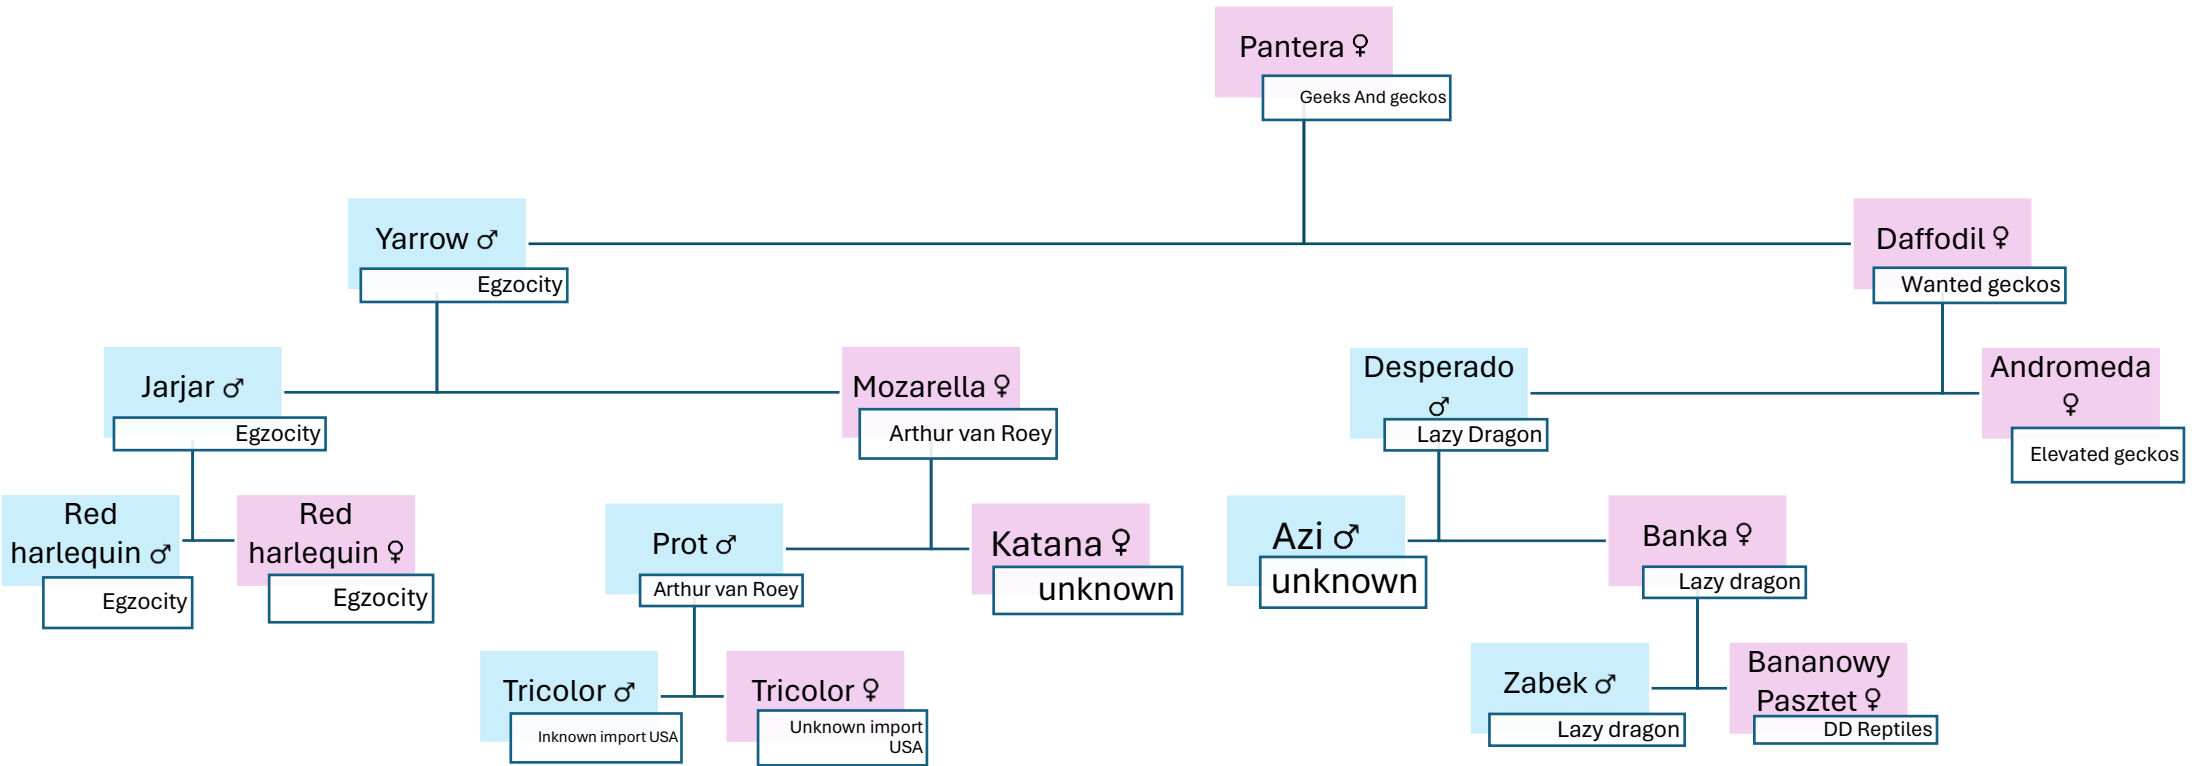 Pantera ♀
Geeks And geckos
Yarrow ♂
Egzocity
Daffodil ♀
Wanted geckos
Jarjar ♂
Egzocity
Mozarella ♀
Arthur van Roey
Desperado
♂
Lazy Dragon
Andromeda
♀
Elevated geckos
Red
harlequin ♂
Egzocity
Red
harlequin ♀
Egzocity
Prot ♂
Arthur van Roey
Katana ♀
unknown
Azi ♂
unknown
Banka ♀
Lazy dragon
Tricolor ♂
Inknown import USA
Tricolor ♀
Unknown import
USA
Zabek ♂
Lazy dragon
Bananowy
Pasztet ♀
DD Reptiles